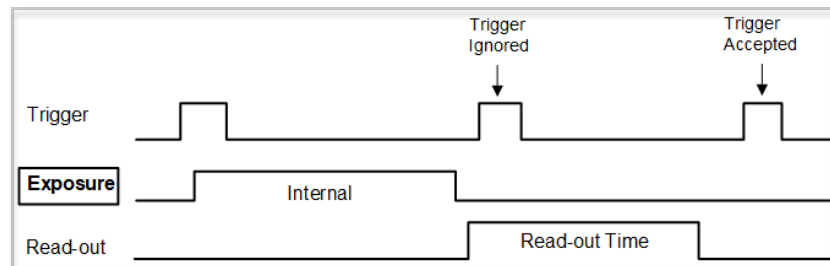 Trigger
Ignored
Trigger
Accepted
Trigger
Exposure
Internal
Read-out
Read-out Time